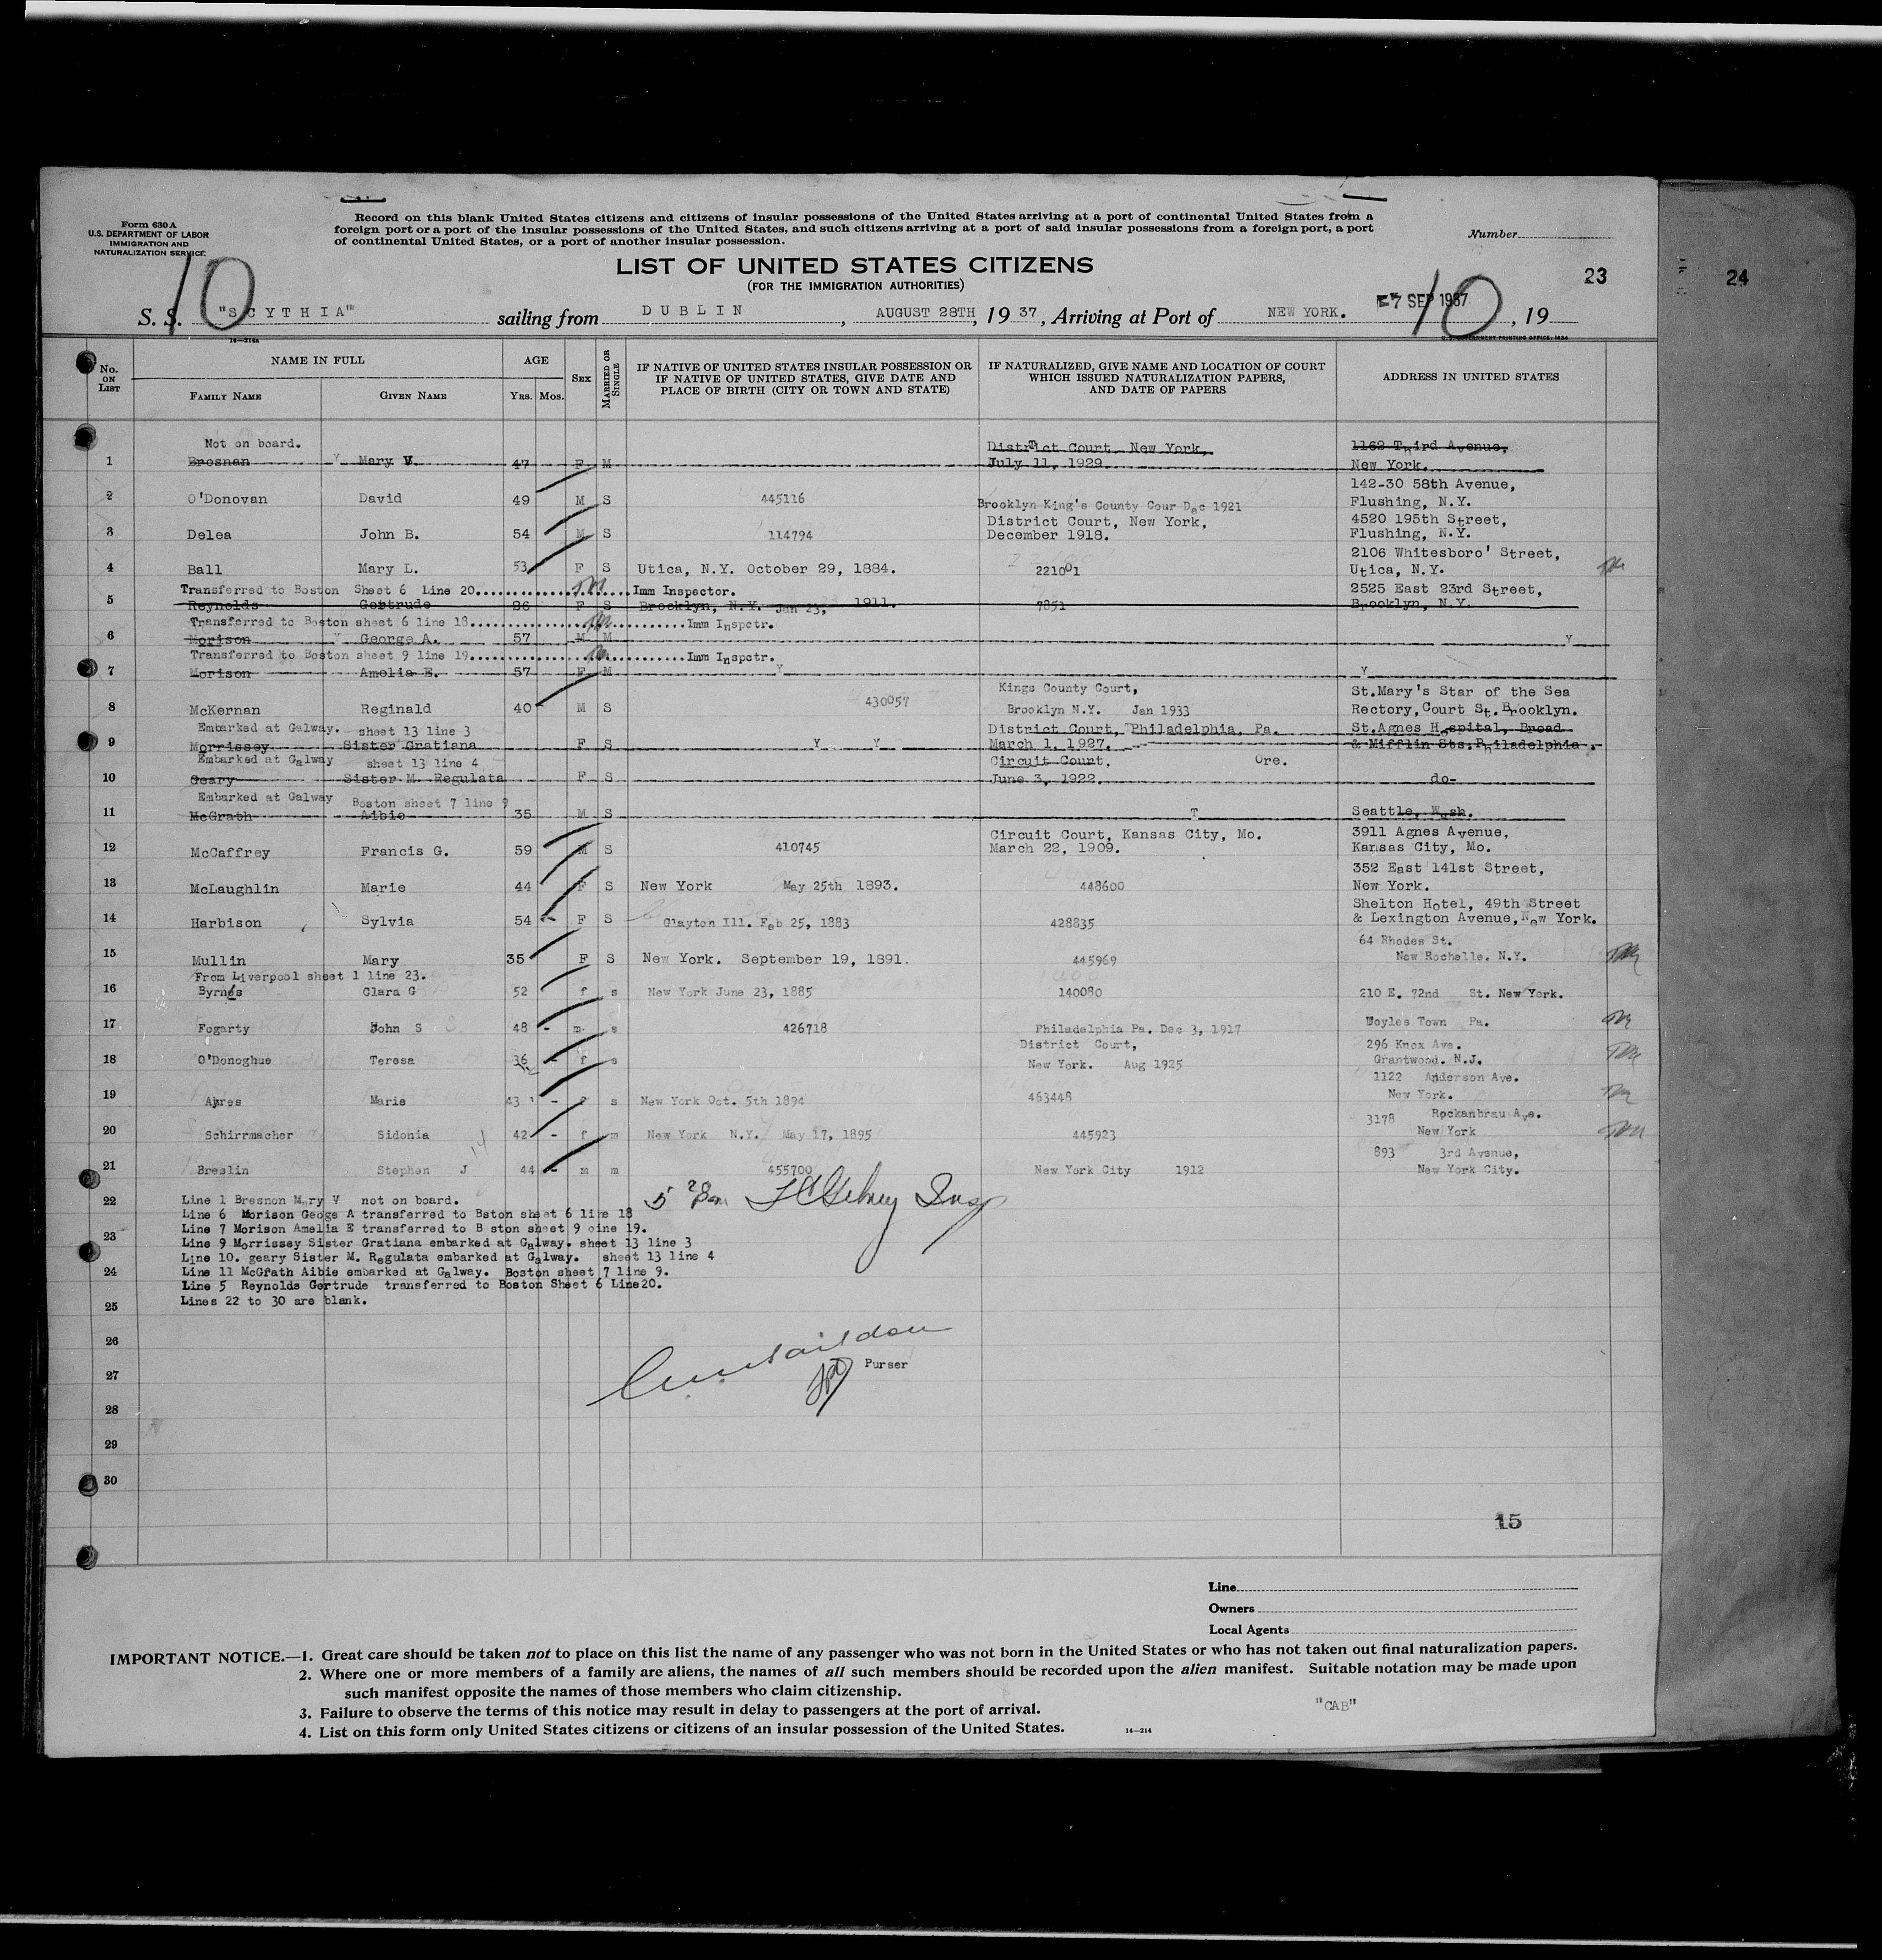 Form 630 A
U.S. DEPARTMENT OF LABOR
IMMIGRATION AND
NATURALIZATION SERVICE
Record on this blank United States citizens and citizens of insular possessions of the United States arriving at a port of continental United States from a
foreign port or a port of the insular possessions of the United States, and such citizens arriving at a port of said insular possessions from a foreign port, a port
of continental United States, or a port of another insular possession.
Number
LIST OF UNITED STATES CITIZENS
(FOR THE IMMIGRATION AUTHORITIES)
23
24
10
10
S. S. "SCYTHIA" sailing from DUBLIN, AUGUST 28TH, 19 37, Arriving at Port of NEW YORK. 7 SEP 1937, 19
No. ON LIST NAME IN FULL AGE SEX MARRIED OR SINGLE IF NATIVE OF UNITED STATES INSULAR POSSESSION OR IF NATIVE OF UNITED STATES, GIVE DATE AND PLACE OF BIRTH (CITY OR TOWN AND STATE) IF NATURALIZED, GIVE NAME AND LOCATION OF COURT WHICH ISSUED NATURALIZATION PAPERS, AND DATE OF PAPERS ADDRESS IN UNITED STATES
FAMILY NAME GIVEN NAME YRS. MOS.
Not on board. District Court New York, 1162 Third Avenue,
1 Bresnan Mary V. 47 F M July 11, 1929. New York.
142-30 58th Avenue,
2 O'Donovan David 49 M S 445116 Brooklyn King's County Cour Dec 1921 Flushing, N.Y.
District Court, New York, 4520 195th Street,
3 Delea John B. 54 M S 114794 December 1918. Flushing, N.Y.
2106 Whitesboro' Street,
4 Ball Mary L. 53 F S Utica, N.Y. October 29, 1884. 221001 Utica, N.Y.
Transferred to Boston Sheet 6 Line 20 Imm Inspector. 2525 East 23rd Street,
5 Reynolds Gertrude 26 F S Brooklyn, N.Y. Jan 23, 1911. 7851 Brooklyn, N.Y.
Transferred to Boston sheet 6 line 18 Imm Inspctr.
6 Morison George A. 57 M M
Transferred to Boston sheet 9 line 19 Imm Inspctr.
7 Morison Amelia E. 57 F M
Kings County Court, St.Mary's Star of the Sea
8 McKernan Reginald 40 M S 430057 Brooklyn N.Y. Jan 1933 Rectory, Court St. Brooklyn.
Embarked at Galway. sheet 13 line 3 District Court, Philadelphia, Pa. St.Agnes Hospital, Broad
9 Morrissey Sister Gratiana F S March 1, 1927. & Mifflin Sts. Philadelphia.
Embarked at Galway sheet 13 line 4 Circuit Court, Ore.
10 Geary Sister M. Regulata F S June 3, 1922. do-
Embarked at Galway Boston sheet 7 line 9
11 McGrath Aibie 35 M S Seattle, Wash.
Circuit Court, Kansas City, Mo. 3911 Agnes Avenue,
12 McCaffrey Francis G. 59 M S 410745 March 22, 1909. Kansas City, Mo.
352 East 141st Street,
13 McLaughlin Marie 44 F S New York May 25th 1893. 448600 New York.
Shelton Hotel, 49th Street
14 Harbison Sylvia 54 F S Clayton Ill. Feb 25, 1883 428835 & Lexington Avenue, New York.
64 Rhodes St.
15 Mullin Mary 35 F S New York. September 19, 1891. 445969 New Rochelle. N.Y.
From Liverpool sheet 1 line 23.
16 Byrnes Clara G 52 f s New York June 23, 1885 140080 210 E. 72nd St. New York.
17 Fogarty John S 48 - m s 426718 Philadelphia Pa. Dec 3, 1917 Doyles Town Pa.
District Court, 296 Knox Ave.
18 O'Donoghue Teresa 36 - f s New York. Aug 1925 Grantwood. N.J.
1122 Anderson Ave.
19 Ayres Marie 43 - f s New York Oct. 5th 1894 463448 New York.
3178 Rockanbrau Ave.
20 Schirrmacher Sidonia 42 - f m New York N.Y. May 17, 1895 445923 New York
893 3rd Avenue,
21 Breslin Stephen J 44 - m m 455700 New York City 1912 New York City.
22 Line 1 Bresnon Mary V not on board.
Line 6 Morison Geoge A transferred to Bston sheet 6 line 18
Line 7 Morison Amelia E transferred to B ston sheet 9 oine 19.
23 Line 9 Morrissey Sister Gratiana embarked at Galway. sheet 13 line 3
Line 10. geary Sister M. Regulata embarked at Galway. sheet 13 line 4
24 Line 11 McGrath Aibie embarked at Galway. Boston sheet 7 line 9.
Line 5 Reynolds Gertrude transferred to Boston Sheet 6 Line20.
25 Lines 22 to 30 are blank.
26
27 Purser
28
29
30
15
Line
Owners
Local Agents
IMPORTANT NOTICE.—1. Great care should be taken not to place on this list the name of any passenger who was not born in the United States or who has not taken out final naturalization papers.
2. Where one or more members of a family are aliens, the names of all such members should be recorded upon the alien manifest. Suitable notation may be made upon
such manifest opposite the names of those members who claim citizenship.
3. Failure to observe the terms of this notice may result in delay to passengers at the port of arrival.
4. List on this form only United States citizens or citizens of an insular possession of the United States.
14—214
"CAB"